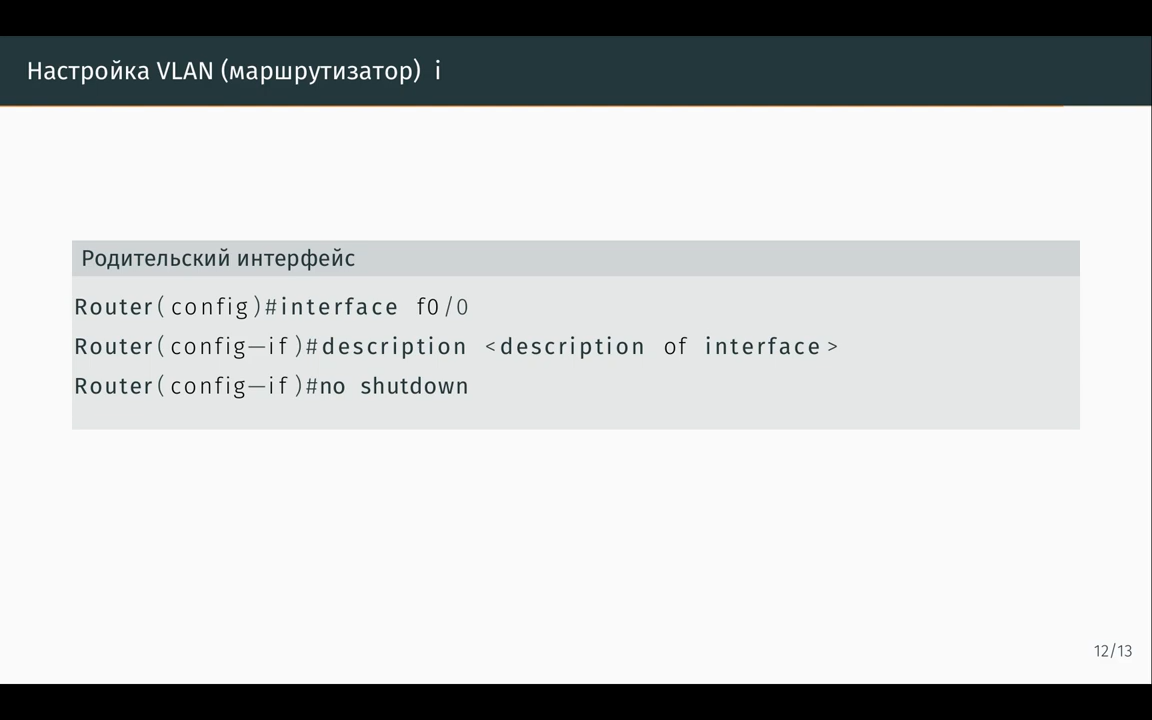 Настройка VLAN (маршрутизатор) i
Родительский интерфейс
Router(config)#interface f0/0
Router(config-if)#description <description of interface>
Router(config-if)#no shutdown
12/13